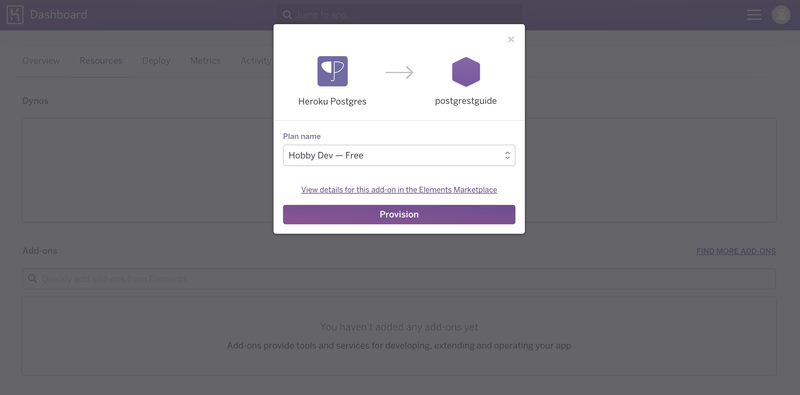 Dashboard
Jump to app...
Overview
Resources
Deploy
Metrics
Activity
Heroku Postgres
postgrestguide
Plan name
Hobby Dev — Free
View details for this add-on in the Elements Marketplace
Provision
Dynos
Add-ons
FIND MORE ADD-ONS
Quickly add add-ons from Elements
You haven't added any add-ons yet
Add-ons provide tools and services for developing, extending and operating your app